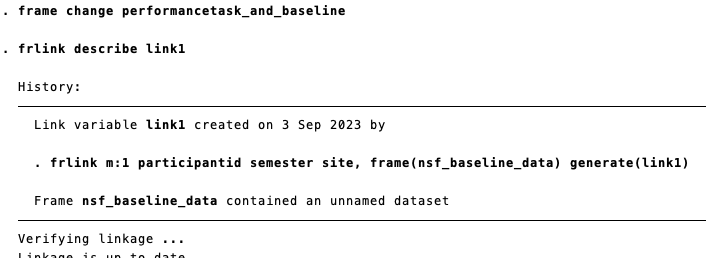 . frame change performancetask_and_baseline
. frlink describe link1
History:
Link variable link1 created on 3 Sep 2023 by
. frlink m:1 participantid semester site, frame(nsf_baseline_data) generate(link1)
Frame nsf_baseline_data contained an unnamed dataset
Verifying linkage ...
Linkage is up to date